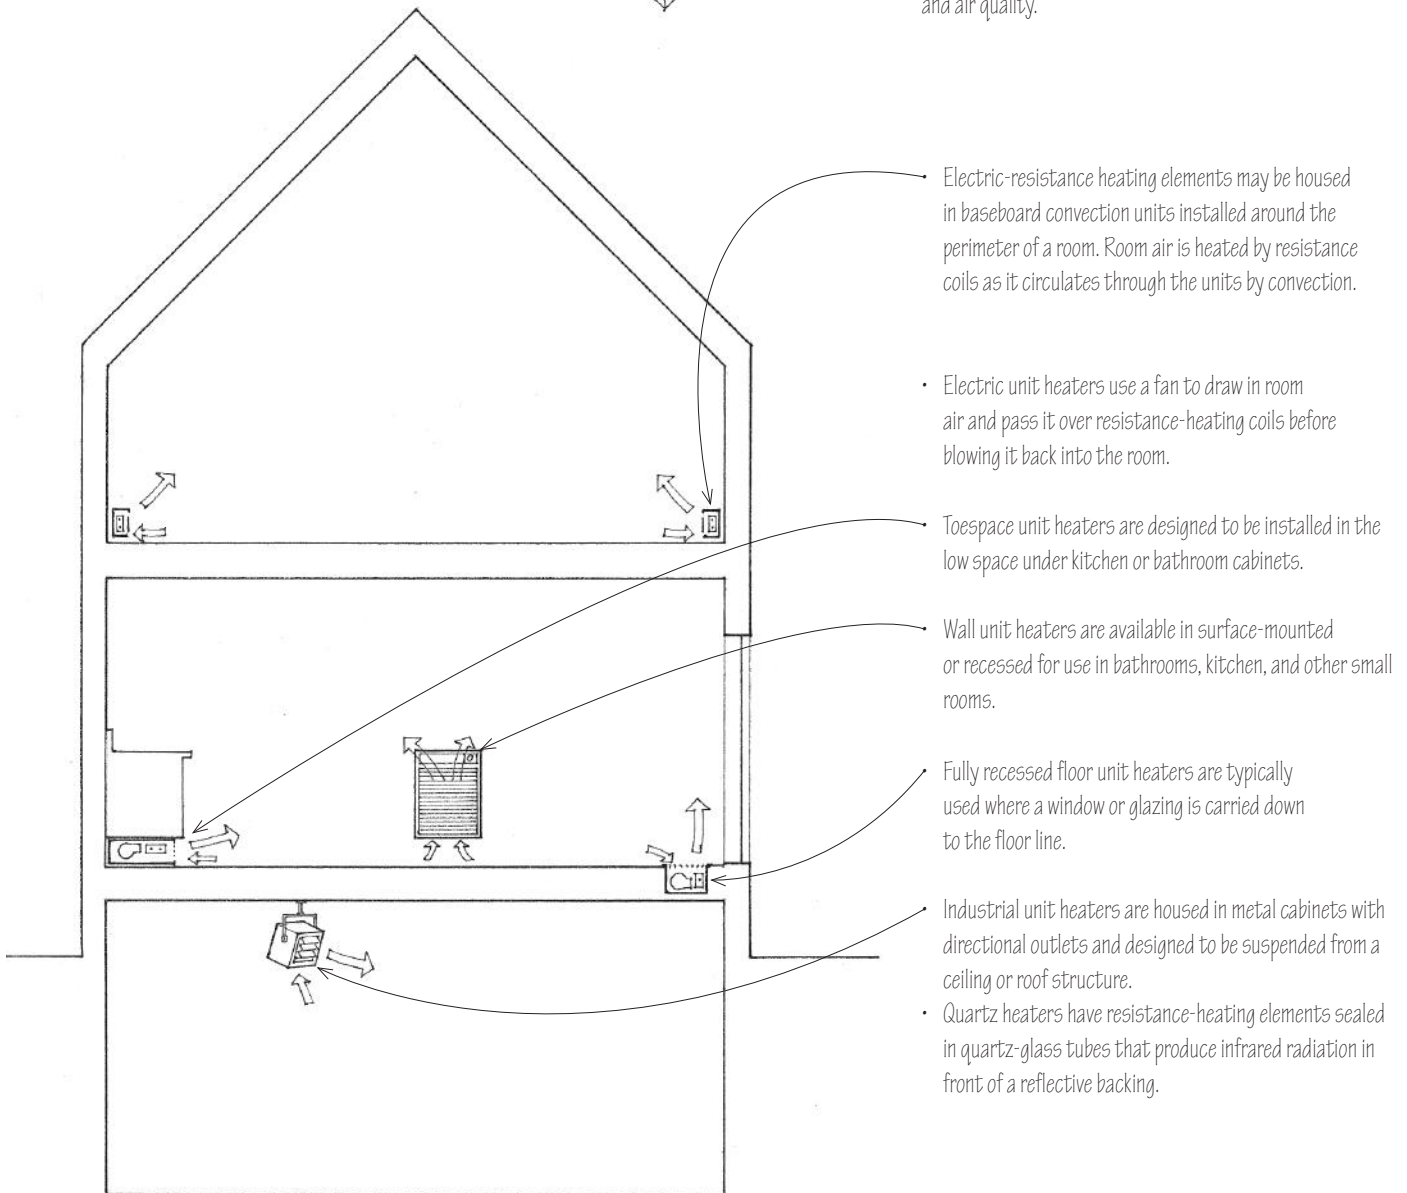 and air quality.
• Electric-resistance heating elements may be housed
in baseboard convection units installed around the
perimeter of a room. Room air is heated by resistance
coils as it circulates through the units by convection.
• Electric unit heaters use a fan to draw in room
air and pass it over resistance-heating coils before
blowing it back into the room.
• Toespace unit heaters are designed to be installed in the
low space under kitchen or bathroom cabinets.
• Wall unit heaters are available in surface-mounted
or recessed for use in bathrooms, kitchen, and other small
rooms.
• Fully recessed floor unit heaters are typically
used where a window or glazing is carried down
to the floor line.
• Industrial unit heaters are housed in metal cabinets with
directional outlets and designed to be suspended from a
ceiling or roof structure.
• Quartz heaters have resistance-heating elements sealed
in quartz-glass tubes that produce infrared radiation in
front of a reflective backing.